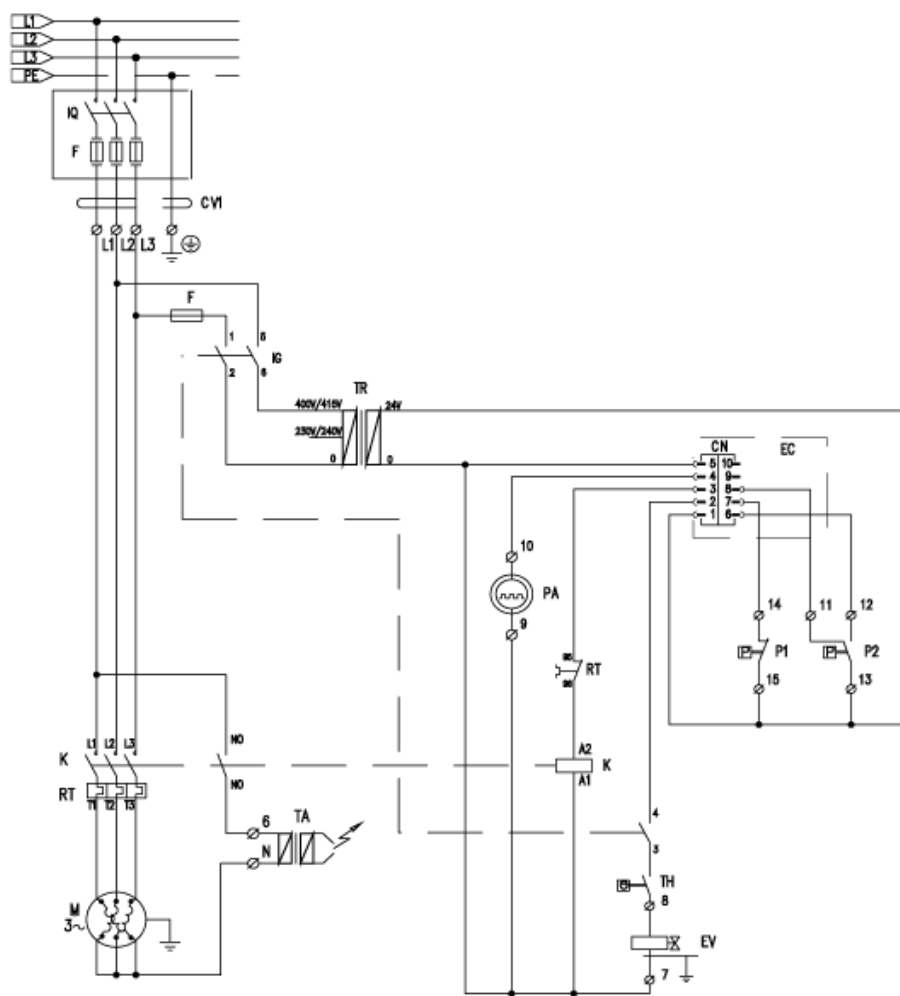 L1
L2
L3
PE
IQ
F
CV1
L1 L2 L3
F
1 5
IG
2 6
TR
400V/415V 24V
230V/240V
0 0
CN EC
5 10
4 9
3 8
2 7
1 6
10
PA
9
14 11 12
P P1 P P2
15 13
95
RT
96
L1 L2 L3 NO
K
NO
A2
K
A1
RT
T1 T2 T3
6 TA
N
4
3
TH
8
M
3~
EV
7